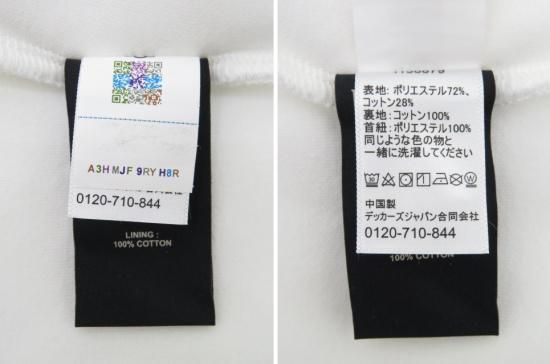 A3H MJF 9RY H8R
0120-710-844
LINING :
100% COTTON
表地: ポリエステル72%、
コットン28%
裏地: コットン100%
首紐: ポリエステル100%
同じような色の物と
一緒に洗濯してください
中国製
デッカーズジャパン合同会社
0120-710-844
100% COTTON